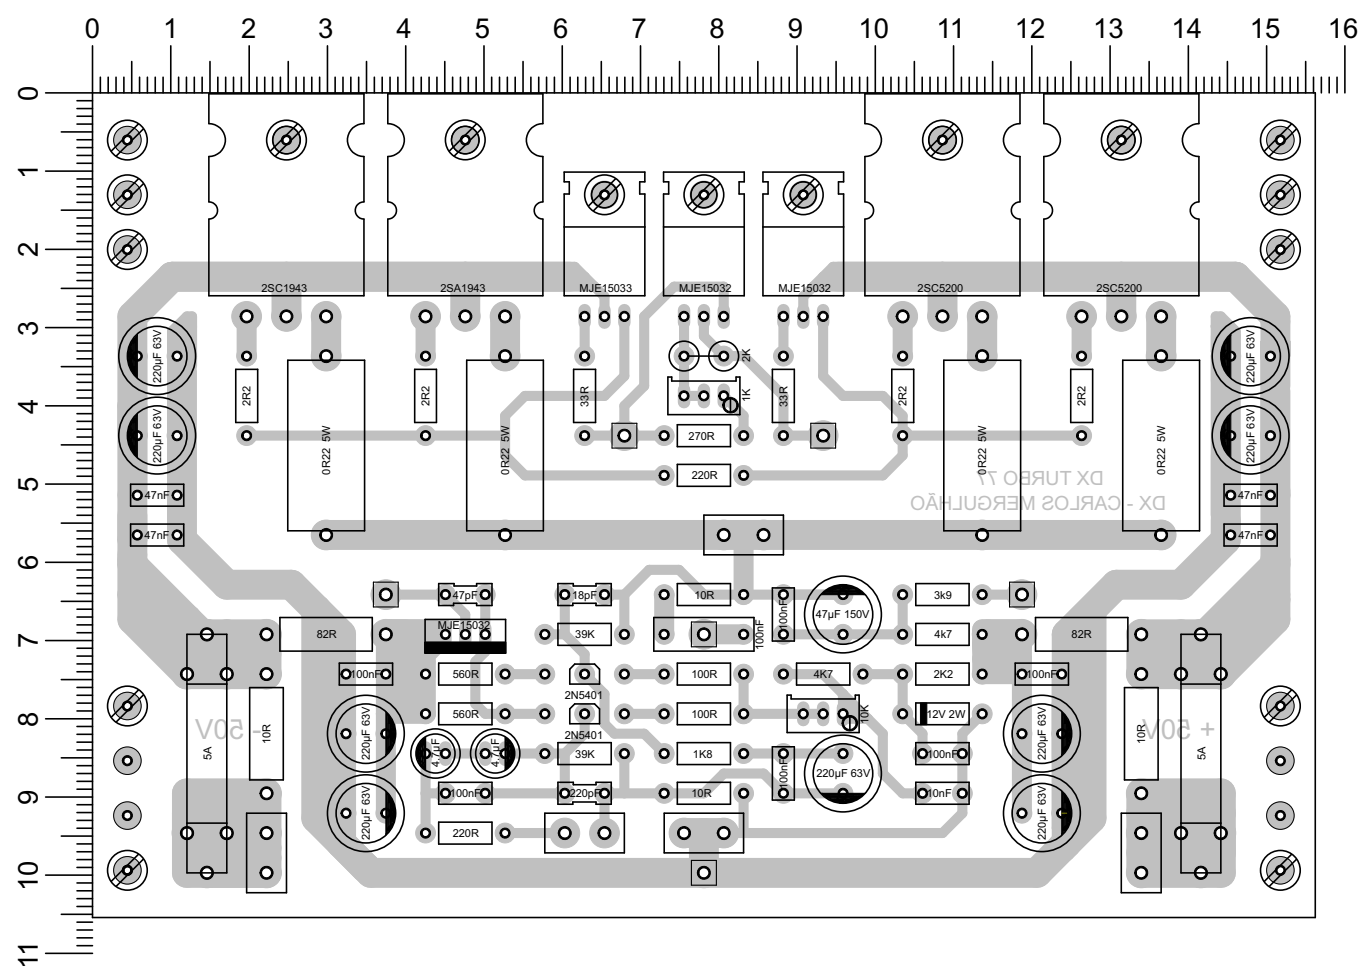 0 1 2 3 4 5 6 7 8 9 10 11 12 13 14 15 16
0
1
2
3
4
5
6
7
8
9
10
11
2SC1943 2SA1943 MJE15033 MJE15032 MJE15032 2SC5200 2SC5200
220µF 63V 2K 220µF 63V
2R2 2R2 33R 1K 33R 2R2 2R2
220µF 63V 0R22 5W 0R22 5W 270R 0R22 5W 0R22 5W 220µF 63V
220R DX TURBO 77
47nF DX - CARLOS MERGULHÃO 47nF
47nF 47nF
47pF 18pF 10R 100nF 47µF 150V 3k9
MJE15032
82R 39K 100nF 4k7 82R
100nF 560R 2N5401 100R 4K7 2K2 100nF
560R 2N5401 100R 10K 12V 2W
- 50V 10R 220µF 63V 220µF 63V 10R + 50V
5A 4.7µF 4.7µF 39K 1K8 100nF 220µF 63V 100nF 5A
220µF 63V 100nF 220pF 10R 10nF 220µF 63V
220R